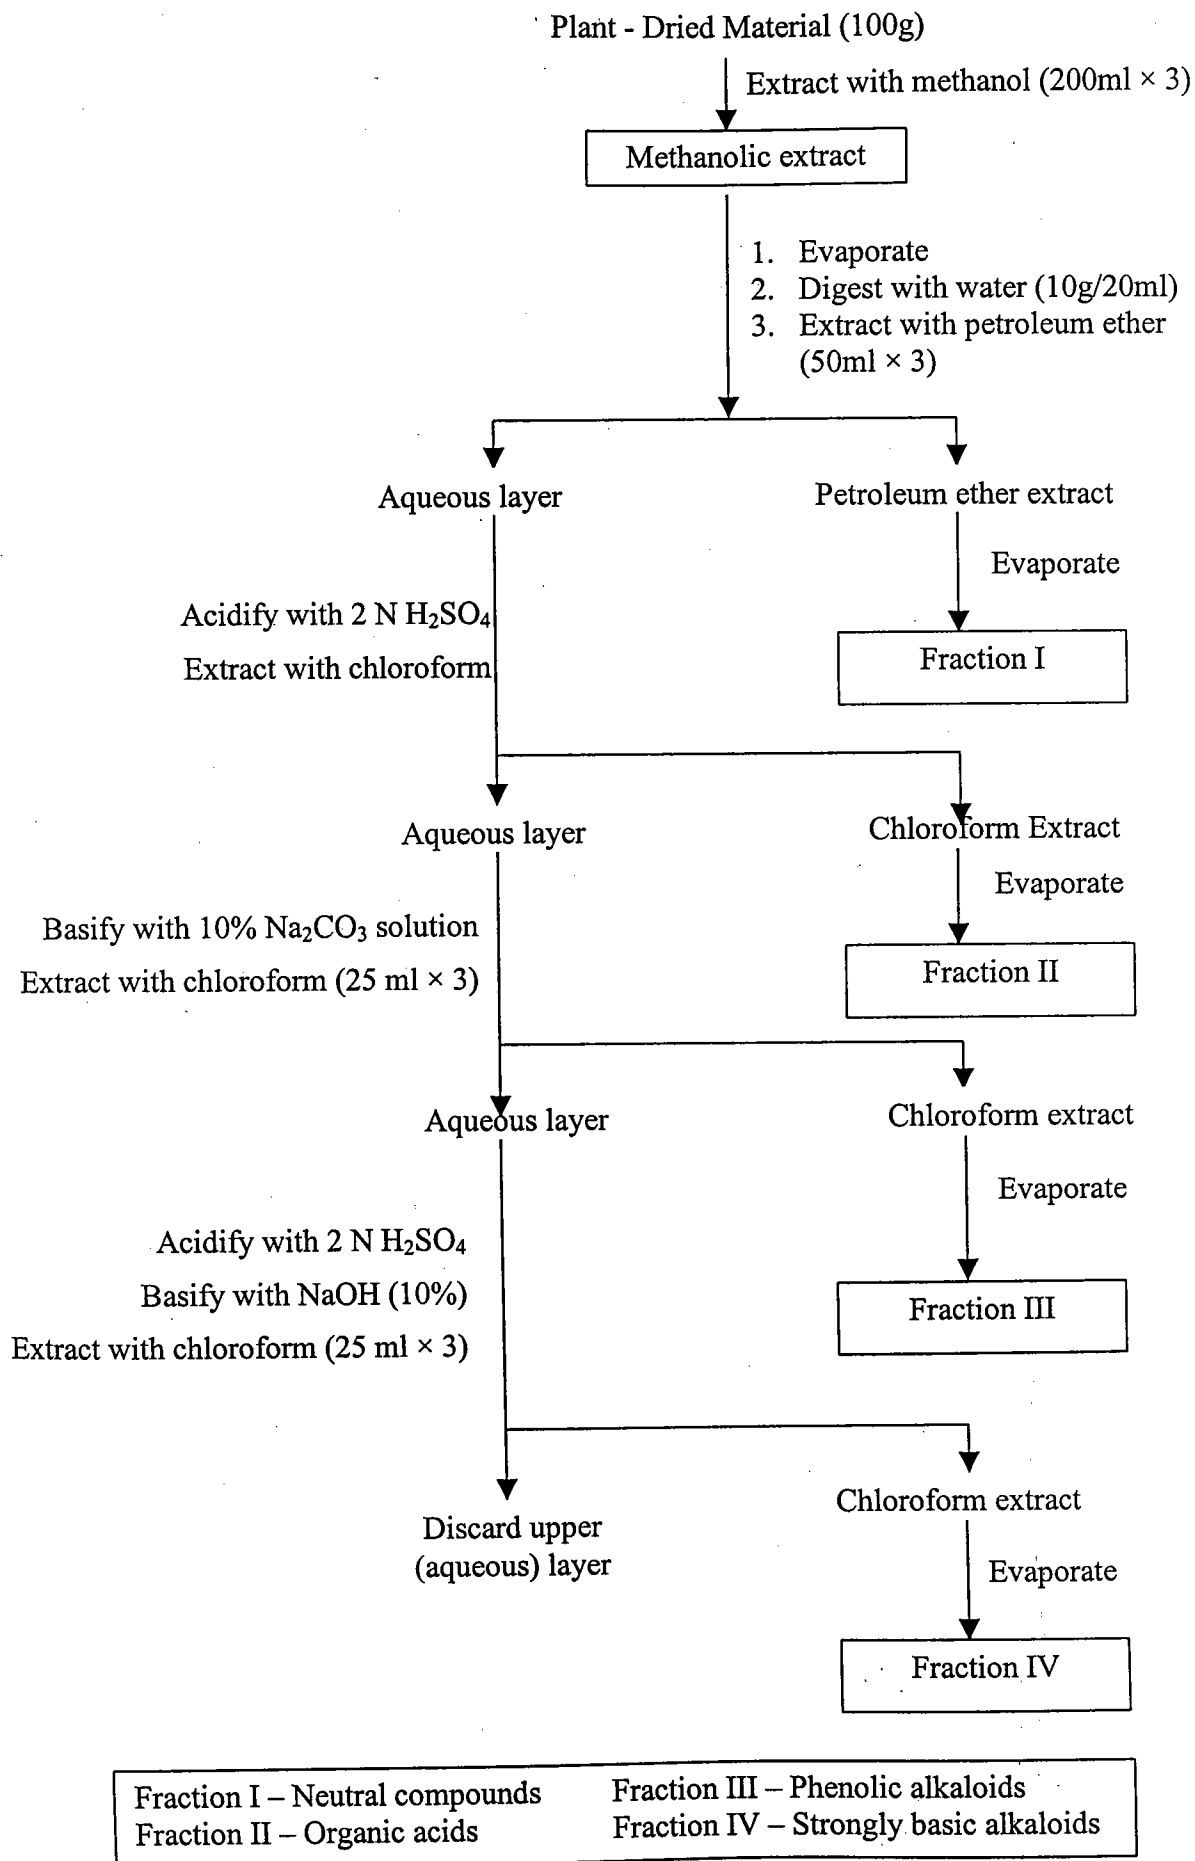 Plant - Dried Material (100g)
Extract with methanol (200ml × 3)
Methanolic extract
1. Evaporate
2. Digest with water (10g/20ml)
3. Extract with petroleum ether
(50ml × 3)
Aqueous layer
Petroleum ether extract
Evaporate
Acidify with 2 N H₂SO₄
Extract with chloroform
Fraction I
Aqueous layer
Chloroform Extract
Evaporate
Basify with 10% Na₂CO₃ solution
Extract with chloroform (25 ml × 3)
Fraction II
Aqueous layer
Chloroform extract
Evaporate
Acidify with 2 N H₂SO₄
Basify with NaOH (10%)
Extract with chloroform (25 ml × 3)
Fraction III
Discard upper
(aqueous) layer
Chloroform extract
Evaporate
Fraction IV
Fraction I – Neutral compounds
Fraction III – Phenolic alkaloids
Fraction II – Organic acids
Fraction IV – Strongly basic alkaloids